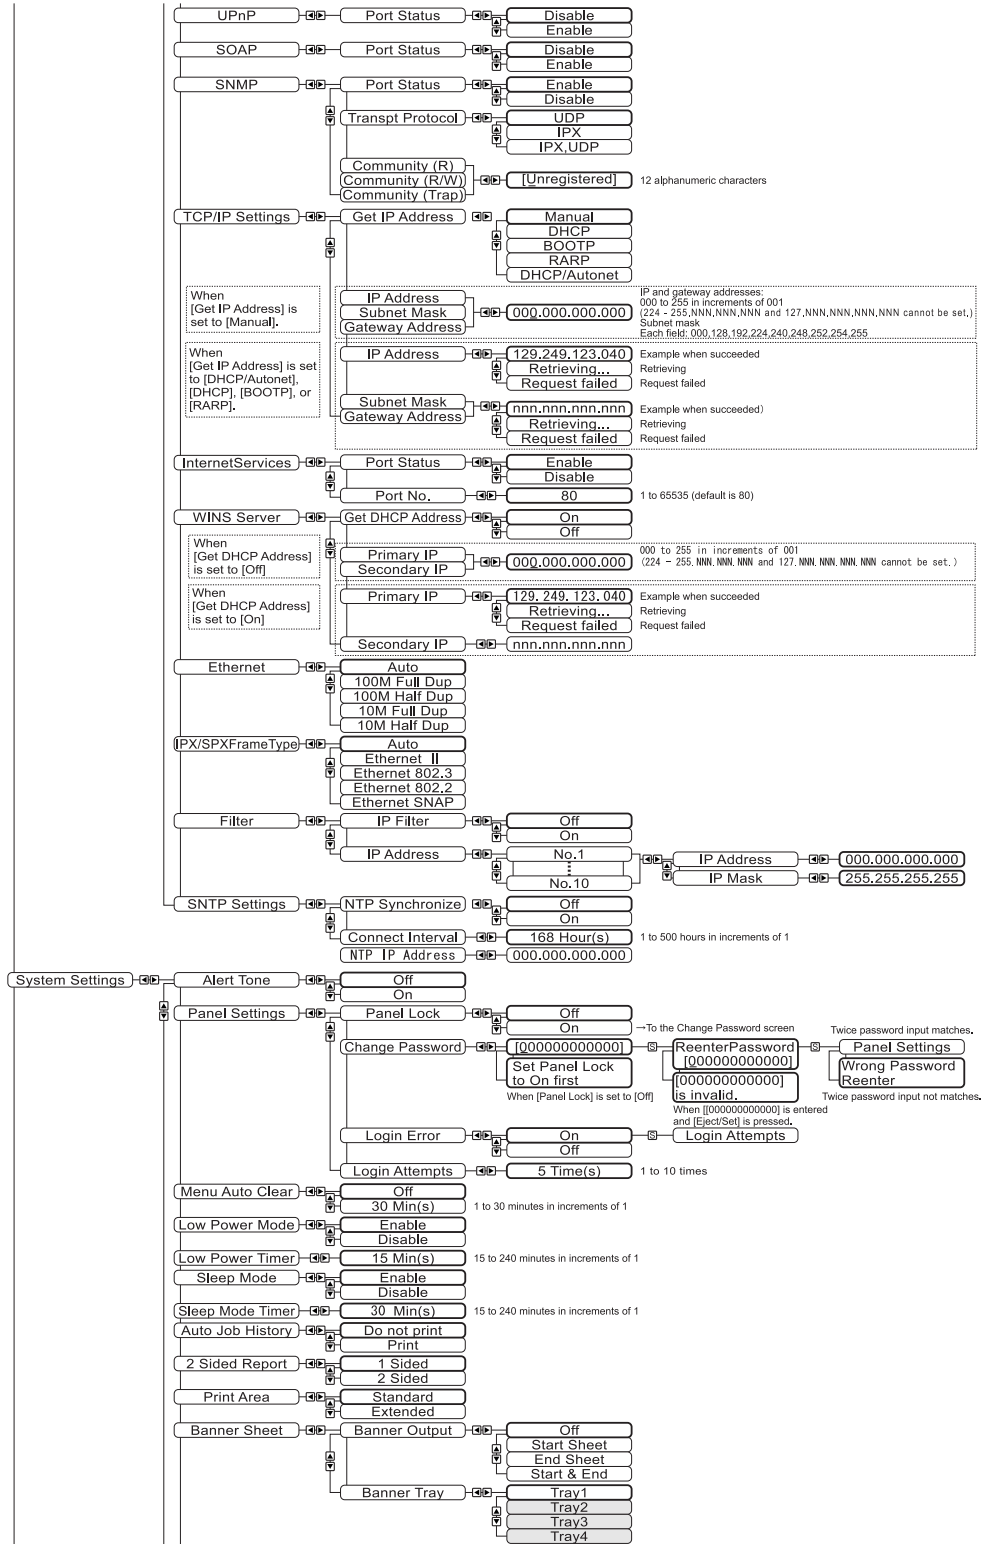 UPnP Port Status Disable
Enable
SOAP Port Status Disable
Enable
SNMP Port Status Enable
Disable
Transpt Protocol UDP
IPX
IPX,UDP
Community (R)
Community (R/W) [Unregistered] 12 alphanumeric characters
Community (Trap)
TCP/IP Settings Get IP Address Manual
DHCP
BOOTP
RARP
DHCP/Autonet
When
[Get IP Address] is
set to [Manual].
IP Address
Subnet Mask 000.000.000.000
Gateway Address
IP and gateway addresses:
000 to 255 in increments of 001
(224 - 255,NNN,NNN,NNN and 127,NNN,NNN,NNN,NNN cannot be set.)
Subnet mask
Each field: 000,128,192,224,240,248,252,254,255
When
[Get IP Address] is set
to [DHCP/Autonet],
[DHCP], [BOOTP], or
[RARP].
IP Address 129.249.123.040 Example when succeeded
Retrieving... Retrieving
Request failed Request failed
Subnet Mask
Gateway Address nnn.nnn.nnn.nnn Example when succeeded)
Retrieving... Retrieving
Request failed Request failed
InternetServices Port Status Enable
Disable
Port No. 80 1 to 65535 (default is 80)
WINS Server Get DHCP Address On
Off
When
[Get DHCP Address]
is set to [Off]
Primary IP
Secondary IP 000.000.000.000
000 to 255 in increments of 001
(224 - 255.NNN.NNN.NNN and 127.NNN.NNN.NNN.NNN cannot be set.)
When
[Get DHCP Address]
is set to [On]
Primary IP 129.249.123.040 Example when succeeded
Retrieving... Retrieving
Request failed Request failed
Secondary IP nnn.nnn.nnn.nnn
Ethernet Auto
100M Full Dup
100M Half Dup
10M Full Dup
10M Half Dup
IPX/SPXFrameType Auto
Ethernet II
Ethernet 802.3
Ethernet 802.2
Ethernet SNAP
Filter IP Filter Off
On
IP Address No.1 IP Address 000.000.000.000
IP Mask 255.255.255.255
No.10
SNTP Settings NTP Synchronize Off
On
Connect Interval 168 Hour(s) 1 to 500 hours in increments of 1
NTP IP Address 000.000.000.000
System Settings Alert Tone Off
On
Panel Settings Panel Lock Off
On →To the Change Password screen
Twice password input matches.
Change Password [000000000000] S ReenterPassword S Panel Settings
[000000000000]
Set Panel Lock
to On first
When [Panel Lock] is set to [Off]
[000000000000]
is invalid.
Wrong Password
Reenter
Twice password input not matches.
When [[000000000000] is entered
and [Eject/Set] is pressed.
Login Error On S Login Attempts
Off
Login Attempts 5 Time(s) 1 to 10 times
Menu Auto Clear Off
30 Min(s) 1 to 30 minutes in increments of 1
Low Power Mode Enable
Disable
Low Power Timer 15 Min(s) 15 to 240 minutes in increments of 1
Sleep Mode Enable
Disable
Sleep Mode Timer 30 Min(s) 15 to 240 minutes in increments of 1
Auto Job History Do not print
Print
2 Sided Report 1 Sided
2 Sided
Print Area Standard
Extended
Banner Sheet Banner Output Off
Start Sheet
End Sheet
Start & End
Banner Tray Tray1
Tray2
Tray3
Tray4